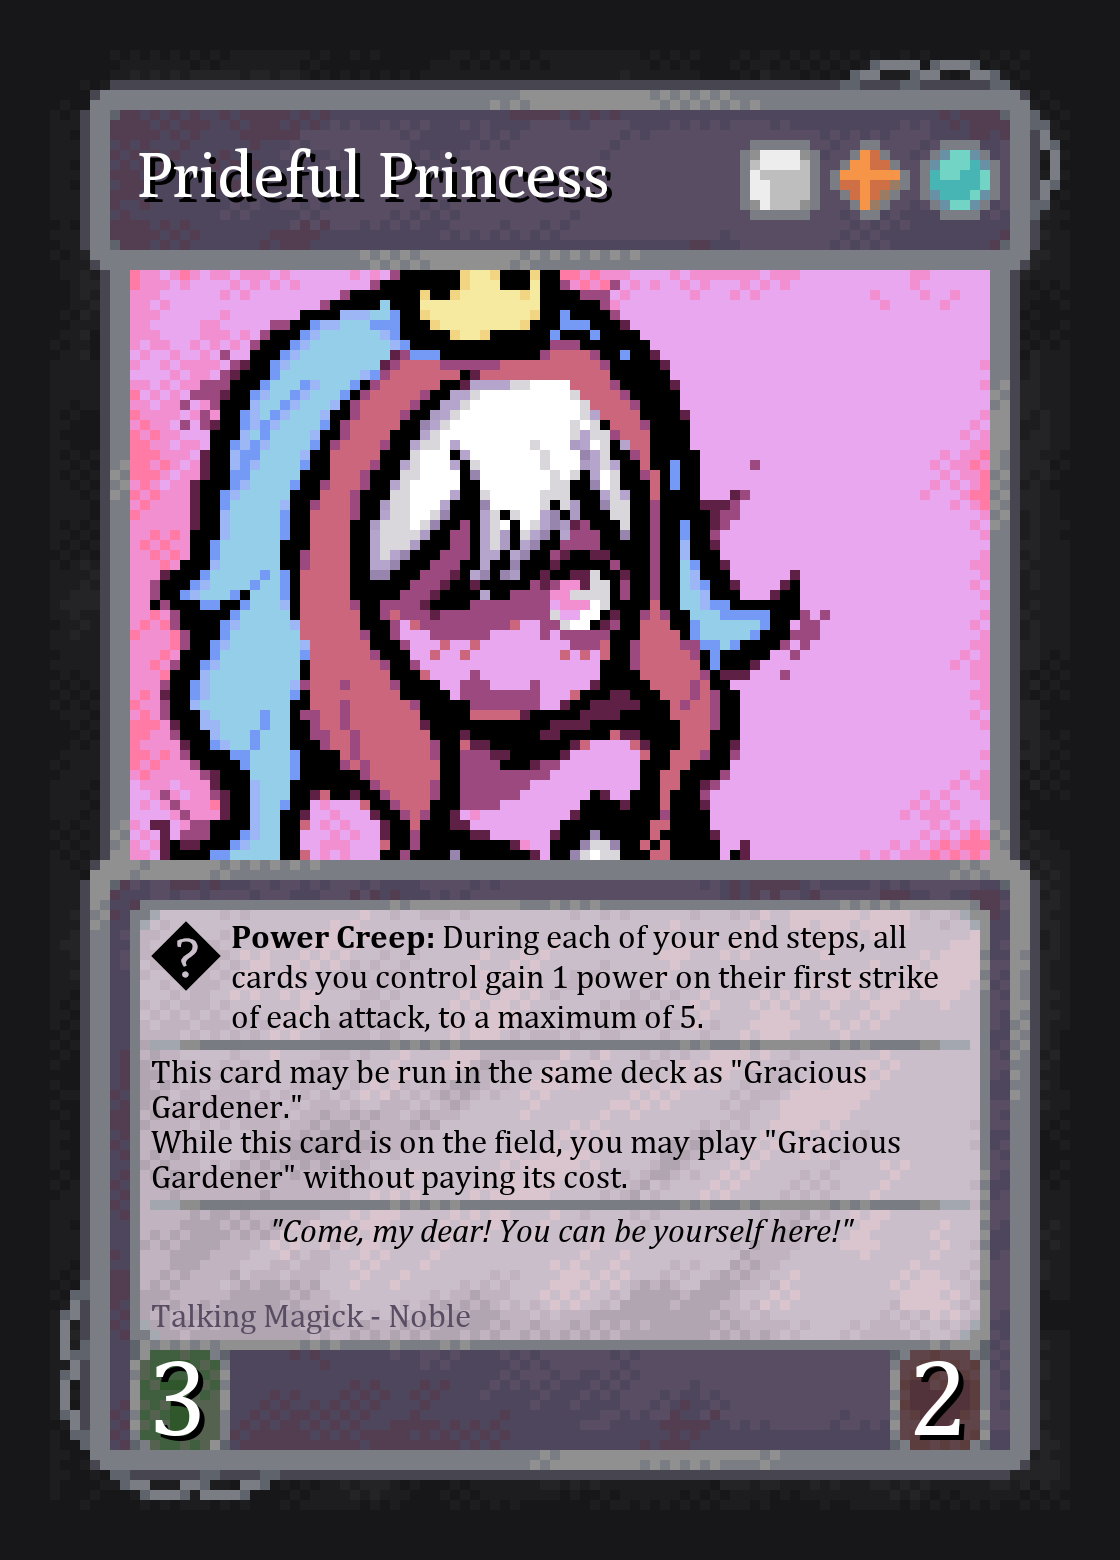 Prideful Princess
?
Power Creep: During each of your end steps, all
cards you control gain 1 power on their first strike
of each attack, to a maximum of 5.
This card may be run in the same deck as "Gracious
Gardener."
While this card is on the field, you may play "Gracious
Gardener" without paying its cost.
"Come, my dear! You can be yourself here!"
Talking Magick - Noble
3
2